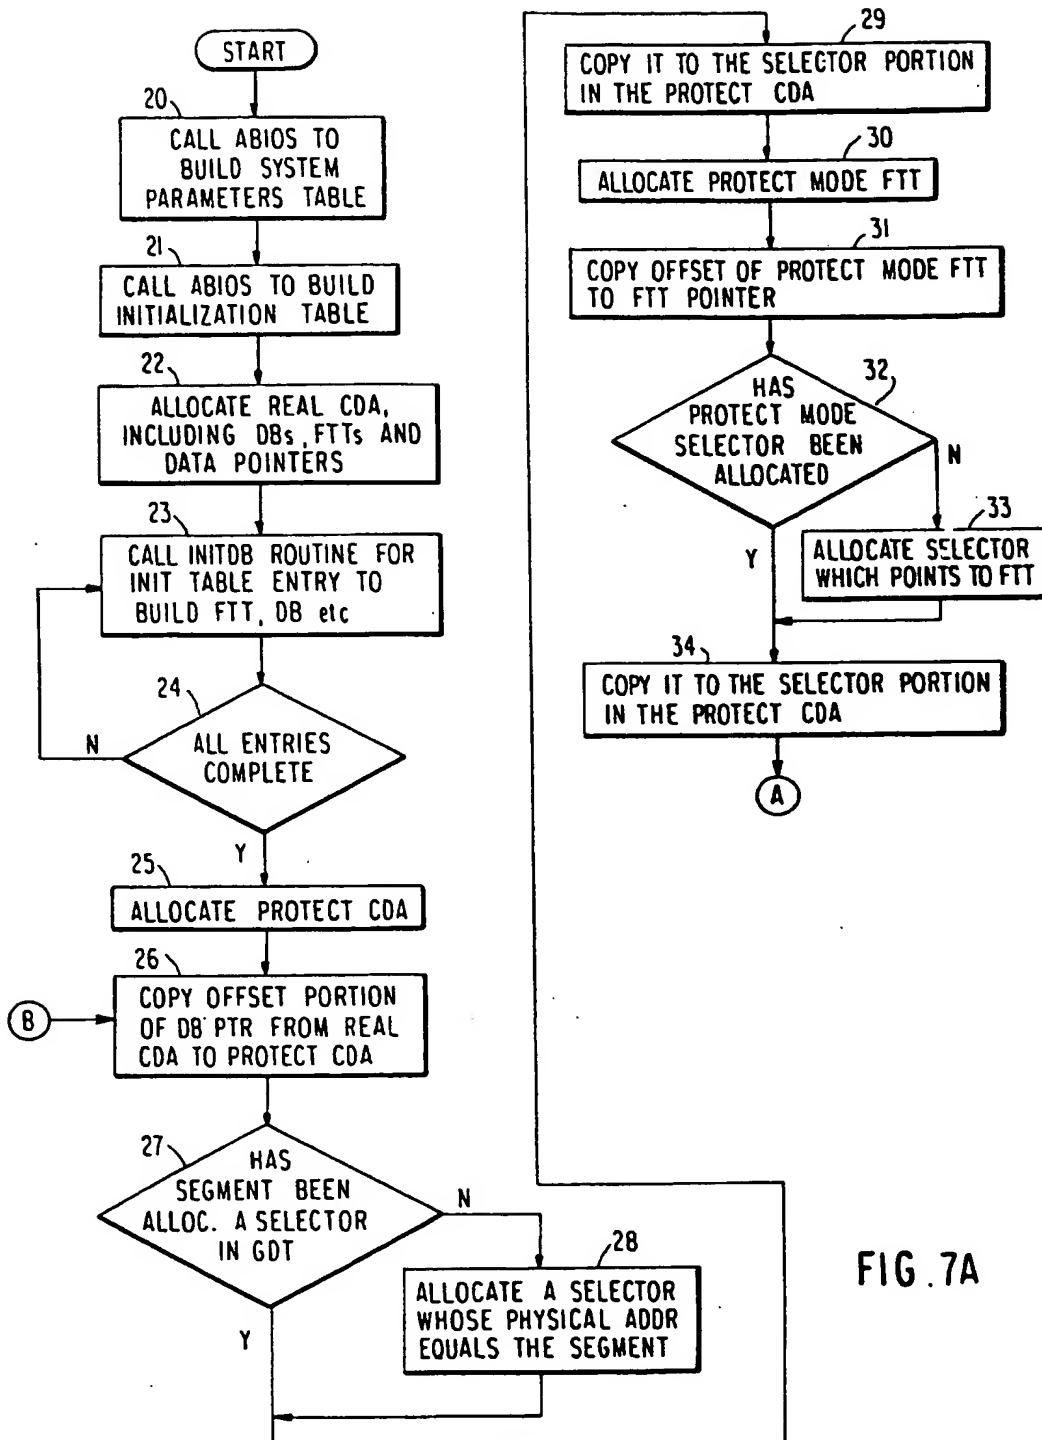 START
20
CALL ABIOS TO
BUILD SYSTEM
PARAMETERS TABLE
21
CALL ABIOS TO BUILD
INITIALIZATION TABLE
22
ALLOCATE REAL CDA,
INCLUDING DBs, FTTs AND
DATA POINTERS
23
CALL INITDB ROUTINE FOR
INIT TABLE ENTRY TO
BUILD FTT, DB etc
24
N
ALL ENTRIES
COMPLETE
Y
25
ALLOCATE PROTECT CDA
26
B
COPY OFFSET PORTION
OF DB PTR FROM REAL
CDA TO PROTECT CDA
27
HAS
SEGMENT BEEN
ALLOC. A SELECTOR
IN GDT
N
Y
28
ALLOCATE A SELECTOR
WHOSE PHYSICAL ADDR
EQUALS THE SEGMENT
29
COPY IT TO THE SELECTOR PORTION
IN THE PROTECT CDA
30
ALLOCATE PROTECT MODE FTT
31
COPY OFFSET OF PROTECT MODE FTT
TO FTT POINTER
32
HAS
PROTECT MODE
SELECTOR BEEN
ALLOCATED
N
Y
33
ALLOCATE SELECTOR
WHICH POINTS TO FTT
34
COPY IT TO THE SELECTOR PORTION
IN THE PROTECT CDA
A
FIG. 7A